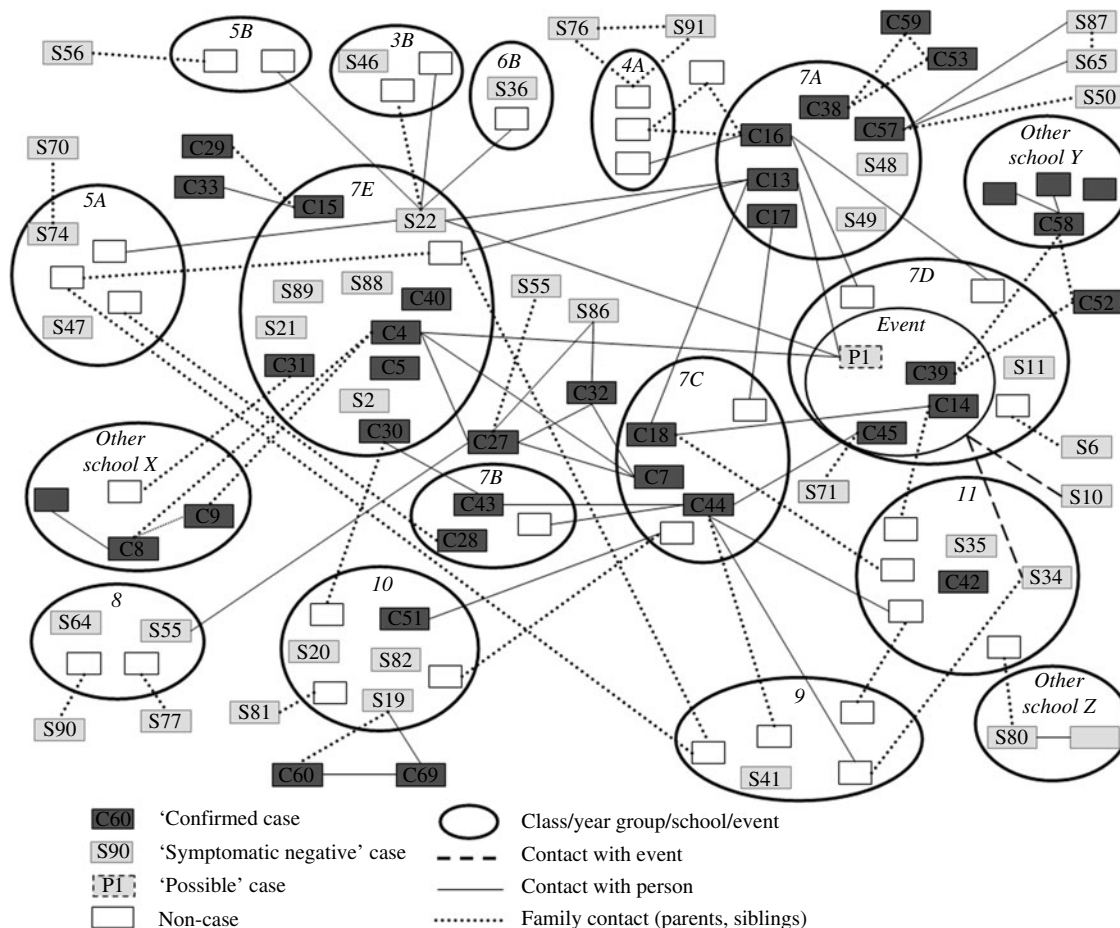 5B
3B
6B
4A
7A
S56
S46
S36
S76
S91
C59
C53
S87
S65
S50
C38
C57
C16
S48
C13
C17
S49
Other
school Y
C58
S70
C29
C33
C15
7E
S22
5A
S74
S47
S89
S88
C40
S21
C4
C31
C5
S2
C30
S55
S86
C32
C27
7D
Event
P1
C39
S11
C14
C45
C52
S6
S10
S71
7C
C18
C7
C44
7B
C43
C28
Other
school X
C9
C8
11
S35
C42
S34
8
S64
S55
S90
S77
10
C51
S20
S82
S19
S81
C60
C69
9
S41
Other
school Z
S80
C60 ‘Confirmed case
S90 ‘Symptomatic negative’ case
P1 ‘Possible’ case
Non-case
Class/year group/school/event
Contact with event
Contact with person
Family contact (parents, siblings)